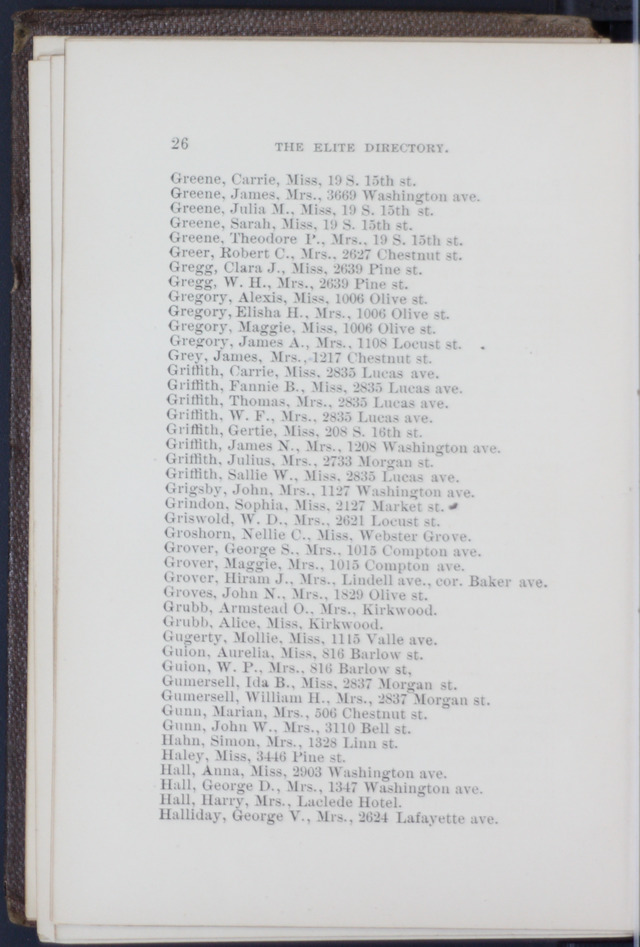 26 THE ELITE DIRECTORY.
Greene, Carrie, Miss, 19 S. 15th st.
Greene, James, Mrs., 3669 Washington ave.
Greene, Julia M., Miss, 19 S. 15th st.
Greene, Sarah, Miss, 19 S. 15th st.
Greene, Theodore P., Mrs., 19 S. 15th st.
Greer, Robert C., Mrs., 2627 Chestnut st.
Gregg, Clara J., Miss, 2639 Pine st.
Gregg, W. H., Mrs., 2639 Pine st.
Gregory, Alexis, Miss, 1006 Olive st.
Gregory, Elisha H., Mrs., 1006 Olive st.
Gregory, Maggie, Miss, 1006 Olive st.
Gregory, James A., Mrs., 1108 Locust st.
Grey, James, Mrs., 1217 Chestnut st.
Griffith, Carrie, Miss, 2835 Lucas ave.
Griffith, Fannie B., Miss, 2835 Lucas ave.
Griffith, Thomas, Mrs., 2835 Lucas ave.
Griffith, W. F., Mrs., 2835 Lucas ave.
Griffith, Gertie, Miss, 208 S. 16th st.
Griffith, James N., Mrs., 1208 Washington ave.
Griffith, Julius, Mrs., 2733 Morgan st.
Griffith, Sallie W., Miss, 2835 Lucas ave.
Grigsby, John, Mrs., 1127 Washington ave.
Grindon, Sophia, Miss, 2127 Market st.
Griswold, W. D., Mrs., 2621 Locust st.
Groshorn, Nellie C., Miss, Webster Grove.
Grover, George S., Mrs., 1015 Compton ave.
Grover, Maggie, Mrs., 1015 Compton ave.
Grover, Hiram J., Mrs., Lindell ave., cor. Baker ave.
Groves, John N., Mrs., 1829 Olive st.
Grubb, Armstead O., Mrs., Kirkwood.
Grubb, Alice, Miss, Kirkwood.
Gugerty, Mollie, Miss, 1115 Valle ave.
Guion, Aurelia, Miss, 816 Barlow st.
Guion, W. P., Mrs., 816 Barlow st,
Gumersell, Ida B., Miss, 2837 Morgan st.
Gumersell, William H., Mrs., 2837 Morgan st.
Gunn, Marian, Mrs., 506 Chestnut st.
Gunn, John W., Mrs., 3110 Bell st.
Hahn, Simon, Mrs., 1328 Linn st.
Haley, Miss, 3446 Pine st.
Hall, Anna, Miss, 2903 Washington ave.
Hall, George D., Mrs., 1347 Washington ave.
Hall, Harry, Mrs., Laclede Hotel.
Halliday, George V., Mrs., 2624 Lafayette ave.